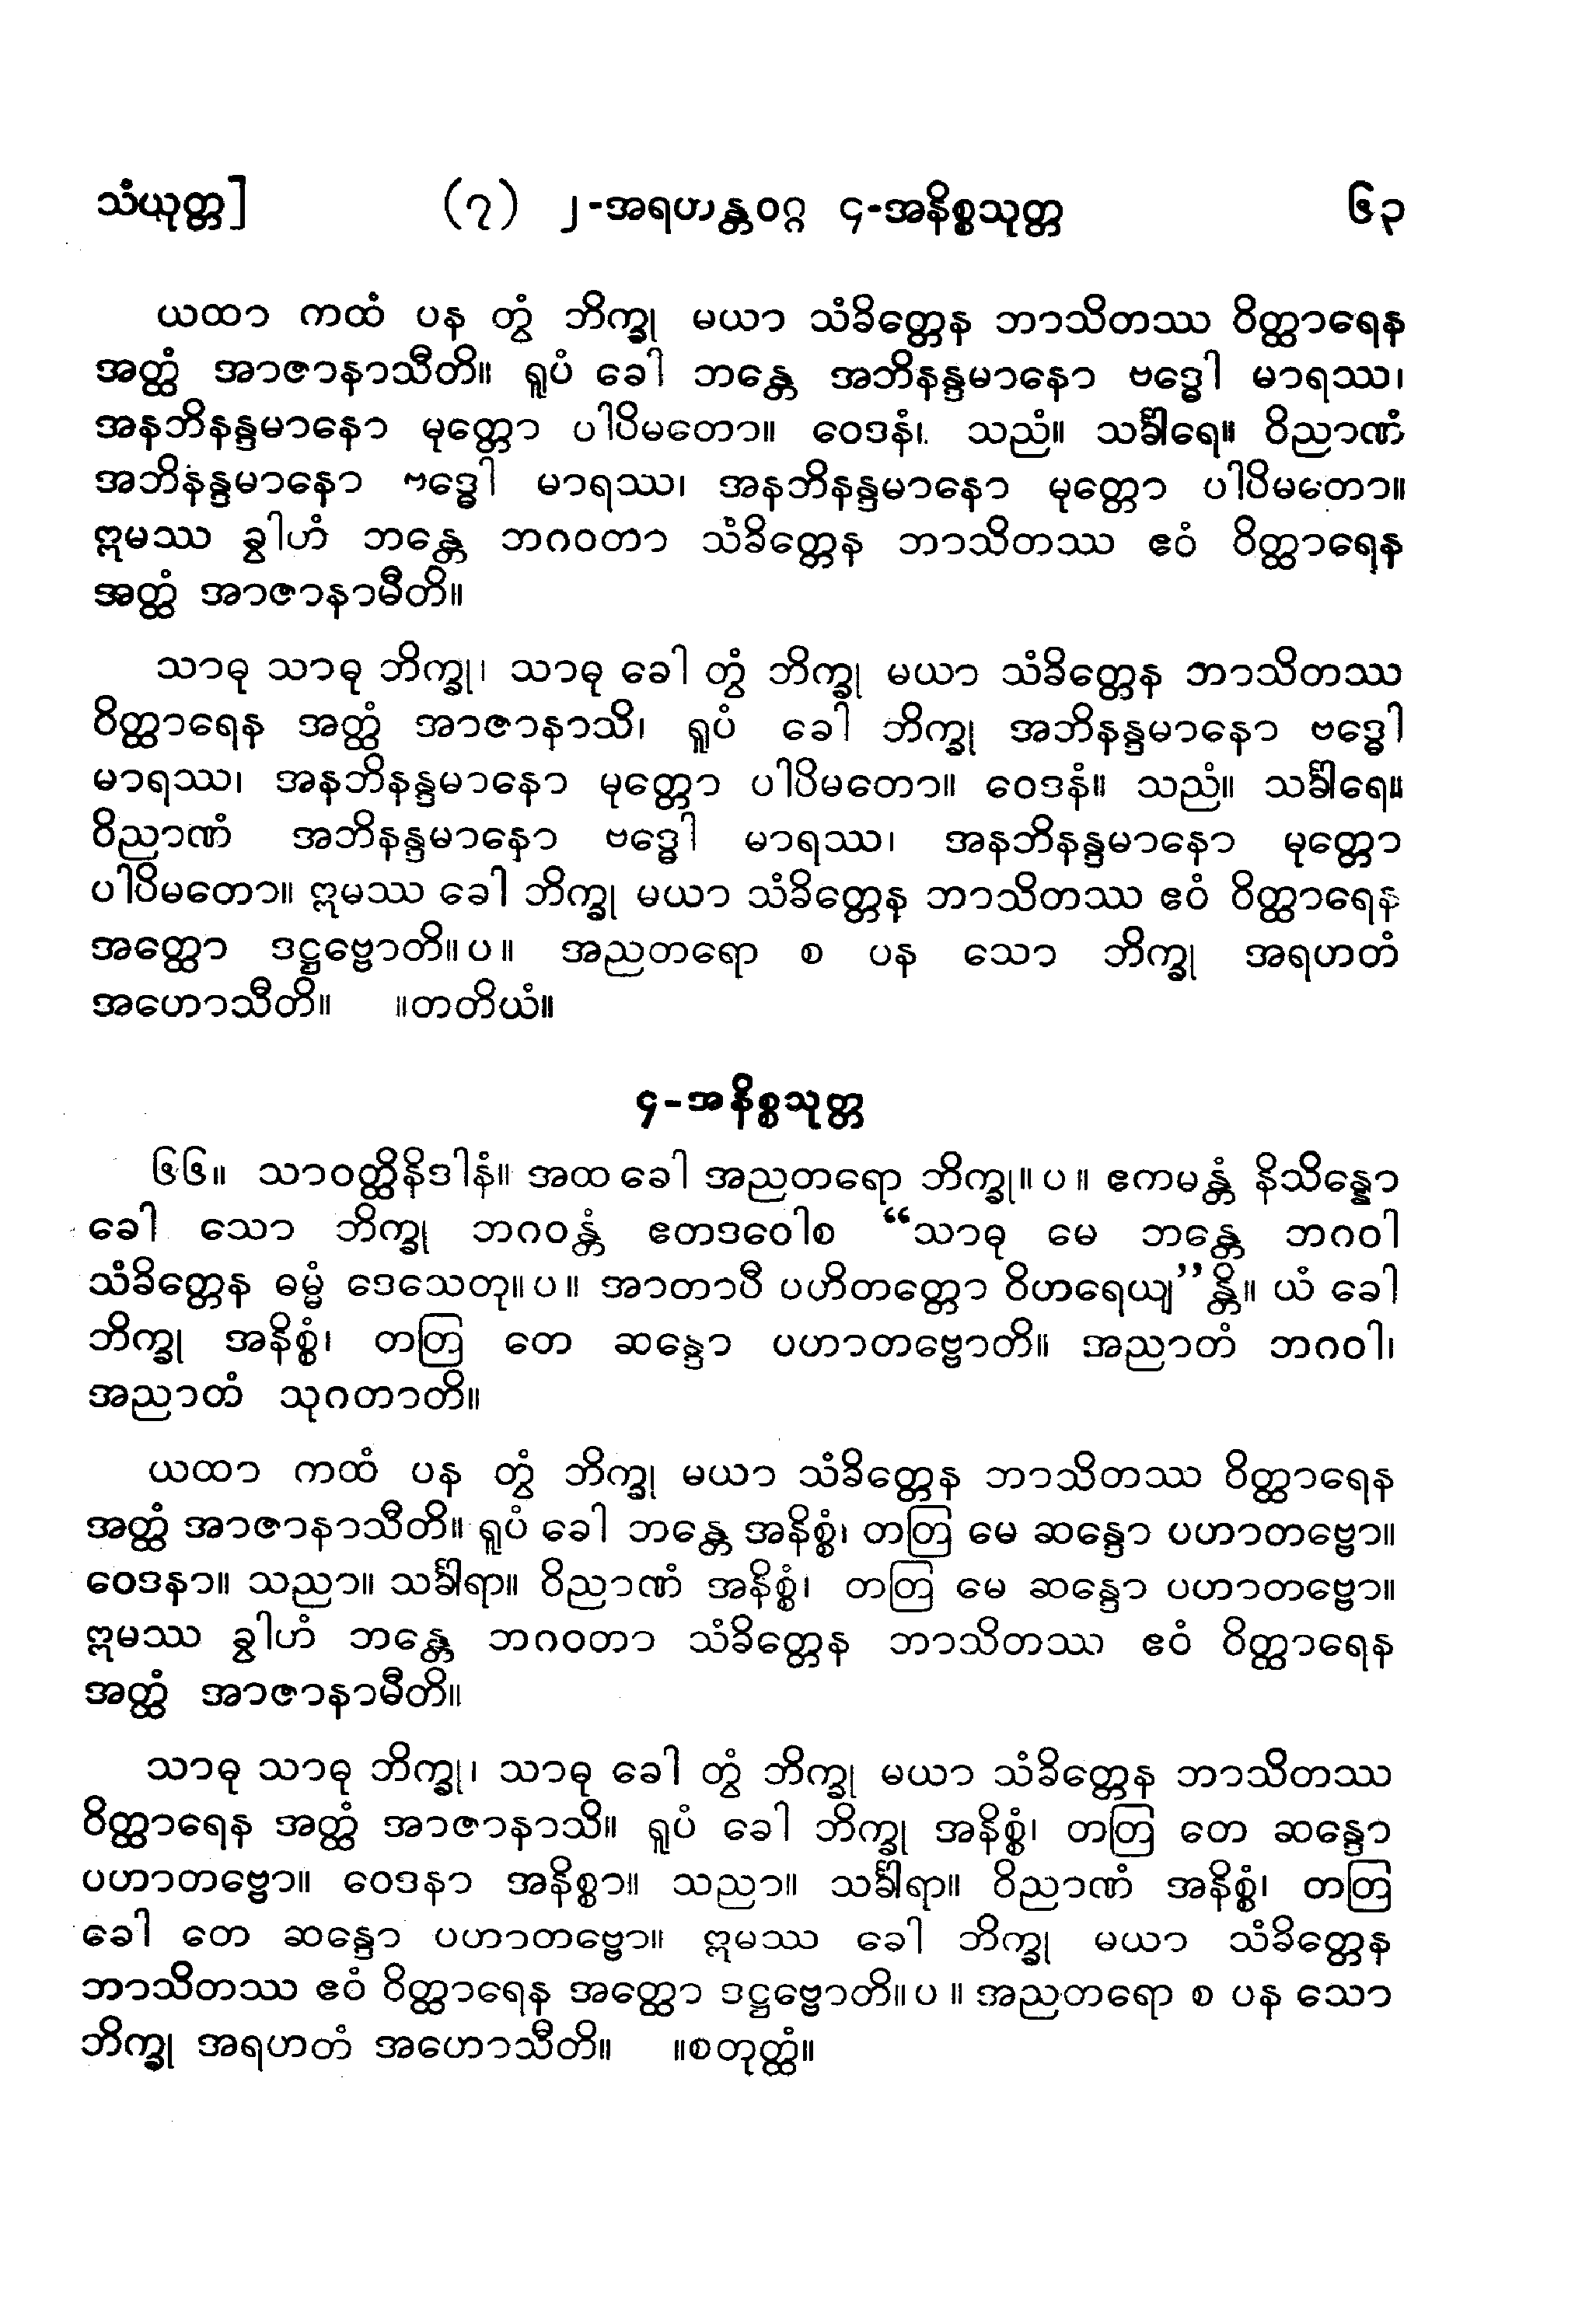 သံယုတ္တ] (၇) ၂-အရဟန္တဝဂ္ဂ ၄-အနိစ္စသုတ္တ ၆၃
ယထာ ကထံ ပန တွံ ဘိက္ခု မယာ သံခိတ္တေန ဘာသိတဿ ဝိတ္ထာရေန
အတ္ထံ အာဇာနာသီတိ။ ရူပံ ခေါ ဘန္တေ အဘိနန္ဒမာနော ဗဒ္ဓေါ မာရဿ၊
အနဘိနန္ဒမာနော မုတ္တော ပါပိမတော။ ဝေဒနံ၊. သညံ။ သင်္ခါရေ။ ဝိညာဏံ
အဘိနန္ဒမာနော ဗဒ္ဓေါ မာရဿ၊ အနဘိနန္ဒမာနော မုတ္တော ပါပိမတော။
ဣမဿ ခွါဟံ ဘန္တေ ဘဂဝတာ သံခိတ္တေန ဘာသိတဿ ဧဝံ ဝိတ္ထာရေန
အတ္ထံ အာဇာနာမီတိ။
သာဓု သာဓု ဘိက္ခု၊ သာဓု ခေါ တွံ ဘိက္ခု မယာ သံခိတ္တေန ဘာသိတဿ
ဝိတ္ထာရေန အတ္ထံ အာဇာနာသိ၊ ရူပံ ခေါ ဘိက္ခု အဘိနန္ဒမာနော ဗဒ္ဓေါ
မာရဿ၊ အနဘိနန္ဒမာနော မုတ္တော ပါပိမတော။ ဝေဒနံ။ သညံ။ သင်္ခါရေ။
ဝိညာဏံ အဘိနန္ဒမာနော ဗဒ္ဓေါ မာရဿ၊ အနဘိနန္ဒမာနော မုတ္တော
ပါပိမတော။ ဣမဿ ခေါ ဘိက္ခု မယာ သံခိတ္တေန ဘာသိတဿ ဧဝံ ဝိတ္ထာရေန
အတ္ထော ဒဋ္ဌဗ္ဗောတိ။ပ။ အညတရော စ ပန သော ဘိက္ခု အရဟတံ
အဟောသီတိ။ ။တတိယံ။
၄-အနိစ္စသုတ္တ
၆၆။ သာဝတ္ထိနိဒါနံ။ အထ ခေါ အညတရော ဘိက္ခု။ပ။ ဧကမန္တံ နိသိန္နော
ခေါ သော ဘိက္ခု ဘဂဝန္တံ ဧတဒဝေါစ “သာဓု မေ ဘန္တေ ဘဂဝါ
သံခိတ္တေန ဓမ္မံ ဒေသေတု။ပ။ အာတာပီ ပဟိတတ္တော ဝိဟရေယျ”န္တိ။ ယံ ခေါ
ဘိက္ခု အနိစ္စံ၊ တတြ တေ ဆန္ဒော ပဟာတဗ္ဗောတိ။ အညာတံ ဘဂဝါ၊
အညာတံ သုဂတာတိ။
ယထာ ကထံ ပန တွံ ဘိက္ခု မယာ သံခိတ္တေန ဘာသိတဿ ဝိတ္ထာရေန
အတ္ထံ အာဇာနာသီတိ။ ရူပံ ခေါ ဘန္တေ အနိစ္စံ၊ တတြ မေ ဆန္ဒော ပဟာတဗ္ဗော။
ဝေဒနာ။ သညာ။ သင်္ခါရာ။ ဝိညာဏံ အနိစ္စံ၊ တတြ မေ ဆန္ဒော ပဟာတဗ္ဗော။
ဣမဿ ခွါဟံ ဘန္တေ ဘဂဝတာ သံခိတ္တေန ဘာသိတဿ ဧဝံ ဝိတ္ထာရေန
အတ္ထံ အာဇာနာမီတိ။
သာဓု သာဓု ဘိက္ခု၊ သာဓု ခေါ တွံ ဘိက္ခု မယာ သံခိတ္တေန ဘာသိတဿ
ဝိတ္ထာရေန အတ္ထံ အာဇာနာသိ။ ရူပံ ခေါ ဘိက္ခု အနိစ္စံ၊ တတြ တေ ဆန္ဒော
ပဟာတဗ္ဗော။ ဝေဒနာ အနိစ္စာ။ သညာ။ သင်္ခါရာ။ ဝိညာဏံ အနိစ္စံ၊ တတြ
ခေါ တေ ဆန္ဒော ပဟာတဗ္ဗော။ ဣမဿ ခေါ ဘိက္ခု မယာ သံခိတ္တေန
ဘာသိတဿ ဧဝံ ဝိတ္ထာရေန အတ္ထော ဒဋ္ဌဗ္ဗောတိ။ပ။ အညတရော စ ပန သော
ဘိက္ခု အရဟတံ အဟောသီတိ။ ။စတုတ္ထံ။